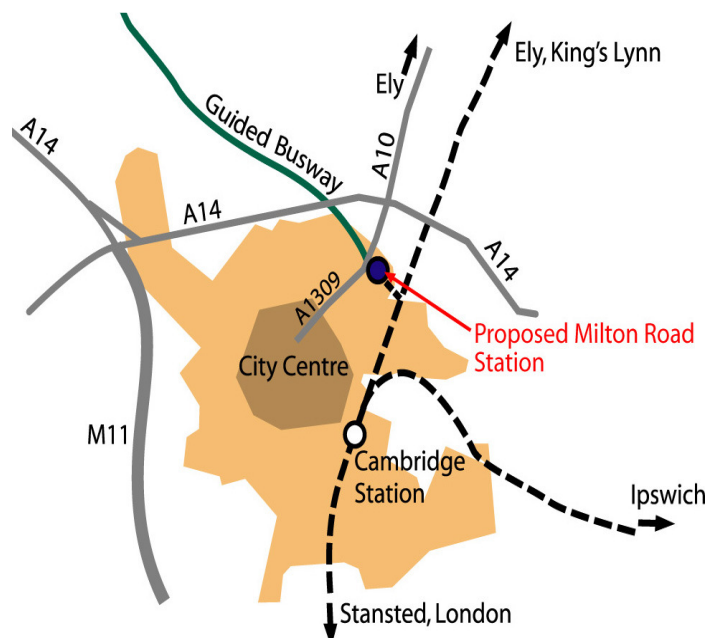 Ely, King's Lynn
Ely
A14
Guided Busway
A10
A14
A14
A1309
Proposed Milton Road
Station
City Centre
M11
Cambridge
Station
Ipswich
Stansted, London